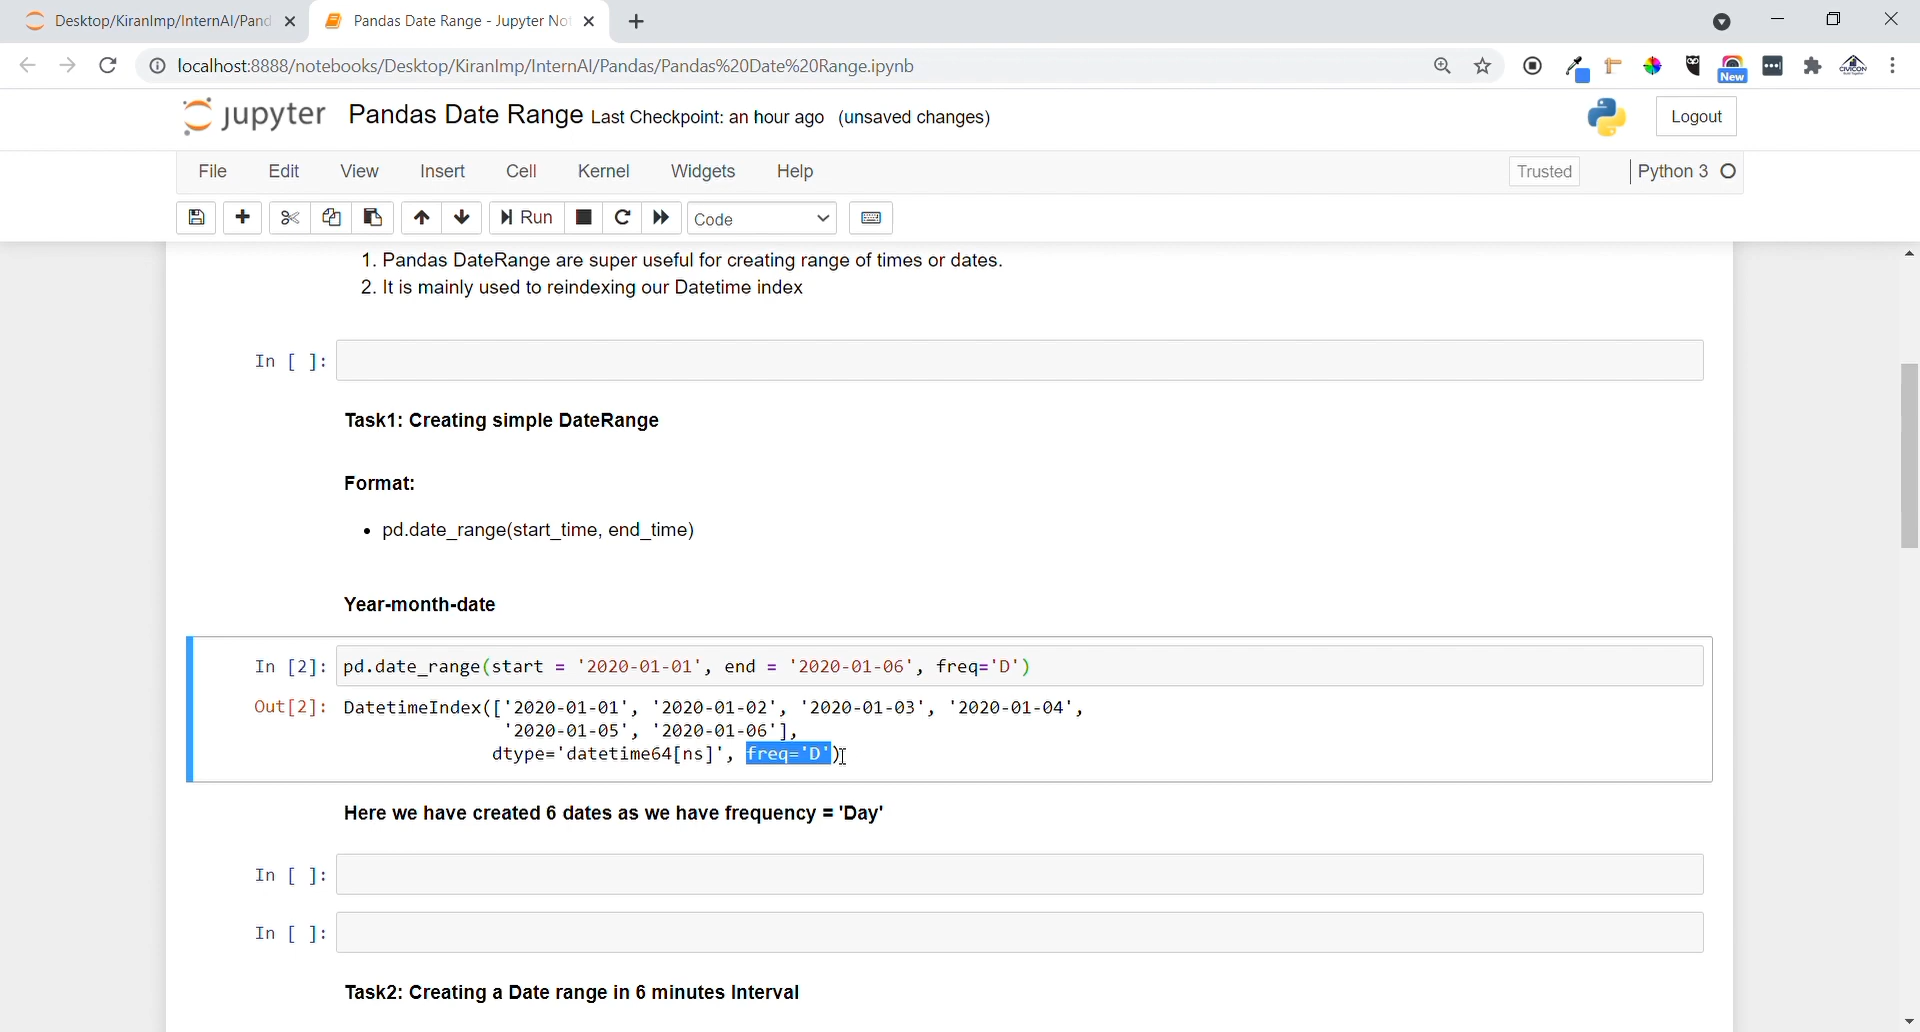 Desktop/KiranImp/InternAI/Pand
Pandas Date Range - Jupyter Not
localhost:8888/notebooks/Desktop/KiranImp/InternAI/Pandas/Pandas%20Date%20Range.ipynb
New
CIVICON
jupyter Pandas Date Range Last Checkpoint: an hour ago (unsaved changes)
Logout
File Edit View Insert Cell Kernel Widgets Help
Trusted
Python 3
Run
Code
1. Pandas DateRange are super useful for creating range of times or dates.
2. It is mainly used to reindexing our Datetime index
In [ ]:
Task1: Creating simple DateRange
Format:
• pd.date_range(start_time, end_time)
Year-month-date
In [2]: pd.date_range(start = '2020-01-01', end = '2020-01-06', freq='D')
Out[2]: DatetimeIndex(['2020-01-01', '2020-01-02', '2020-01-03', '2020-01-04',
'2020-01-05', '2020-01-06'],
dtype='datetime64[ns]', freq='D')
Here we have created 6 dates as we have frequency = 'Day'
In [ ]:
In [ ]:
Task2: Creating a Date range in 6 minutes Interval